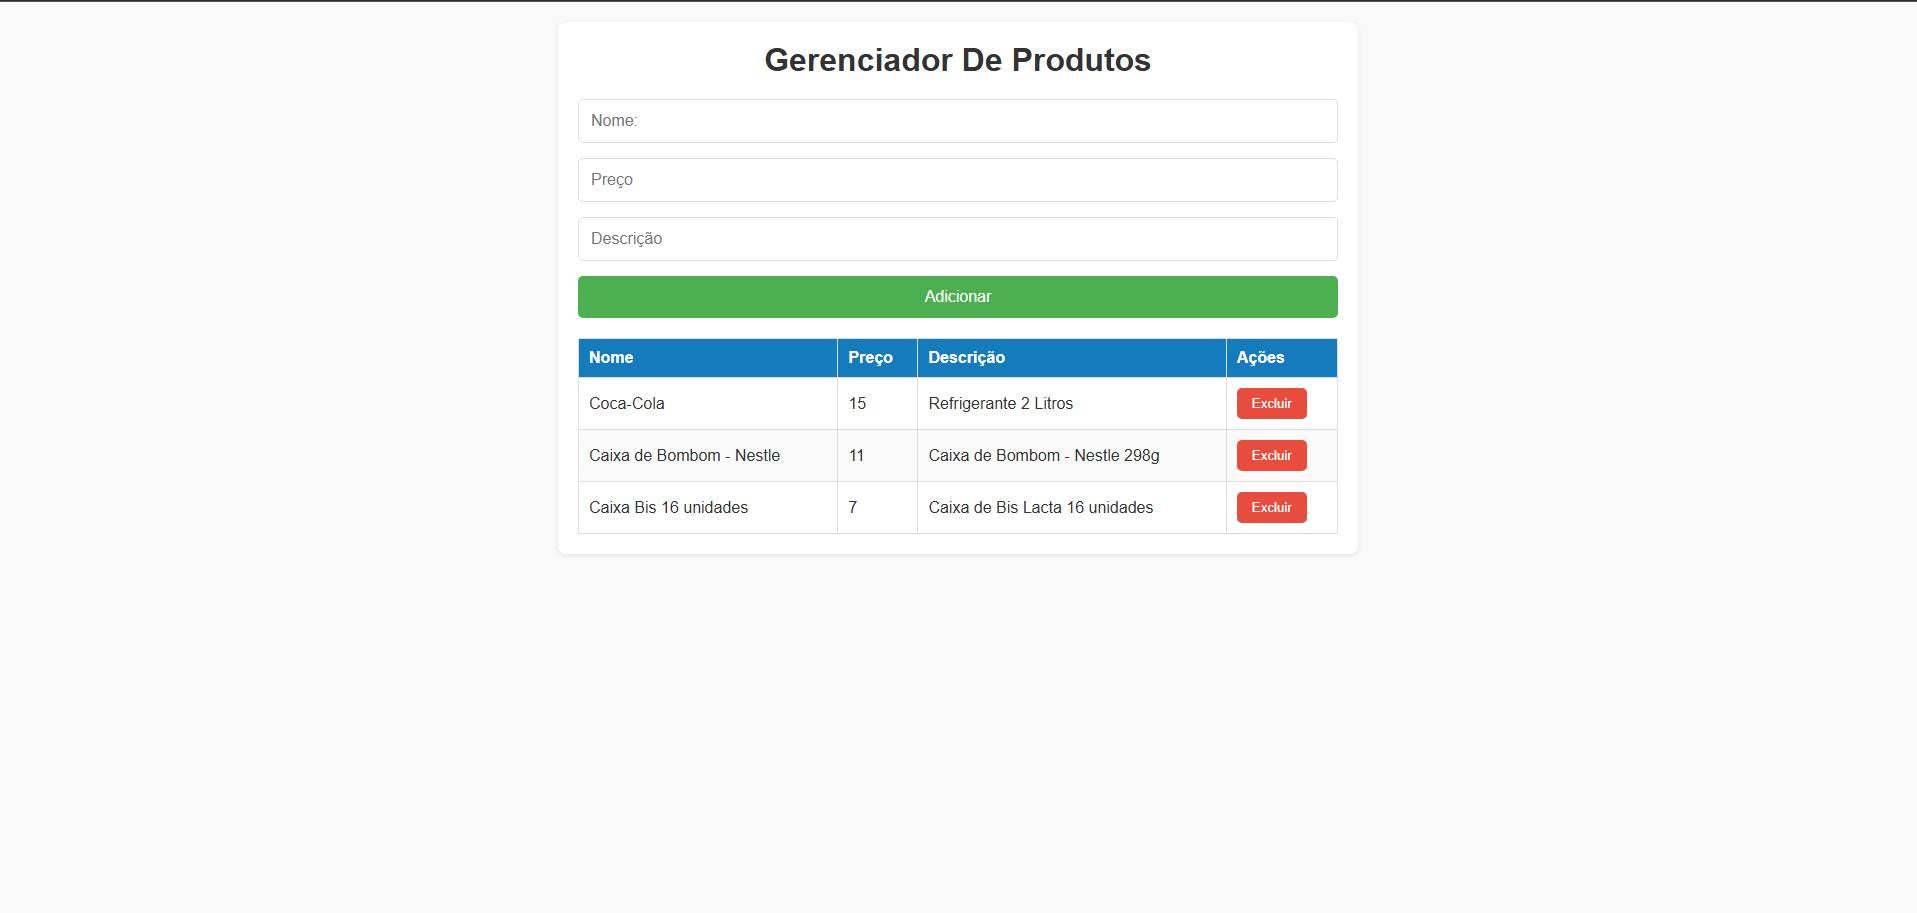 Gerenciador De Produtos
Nome:
Preço
Descrição
Adicionar
Nome Preço Descrição Ações
Coca-Cola 15 Refrigerante 2 Litros Excluir
Caixa de Bombom - Nestle 11 Caixa de Bombom - Nestle 298g Excluir
Caixa Bis 16 unidades 7 Caixa de Bis Lacta 16 unidades Excluir